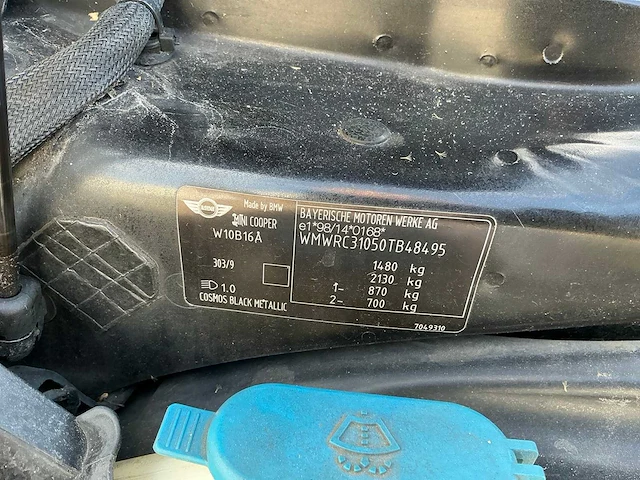 MINI
Made by BMW
MINI COOPER
W10B16A
303/9
1.0
COSMOS BLACK METALLIC
BAYERISCHE MOTOREN WERKE AG
e1*98/14*0168*
WMWRC31050TB48495
1480 kg
2130 kg
1- 870 kg
2- 700 kg
7049310